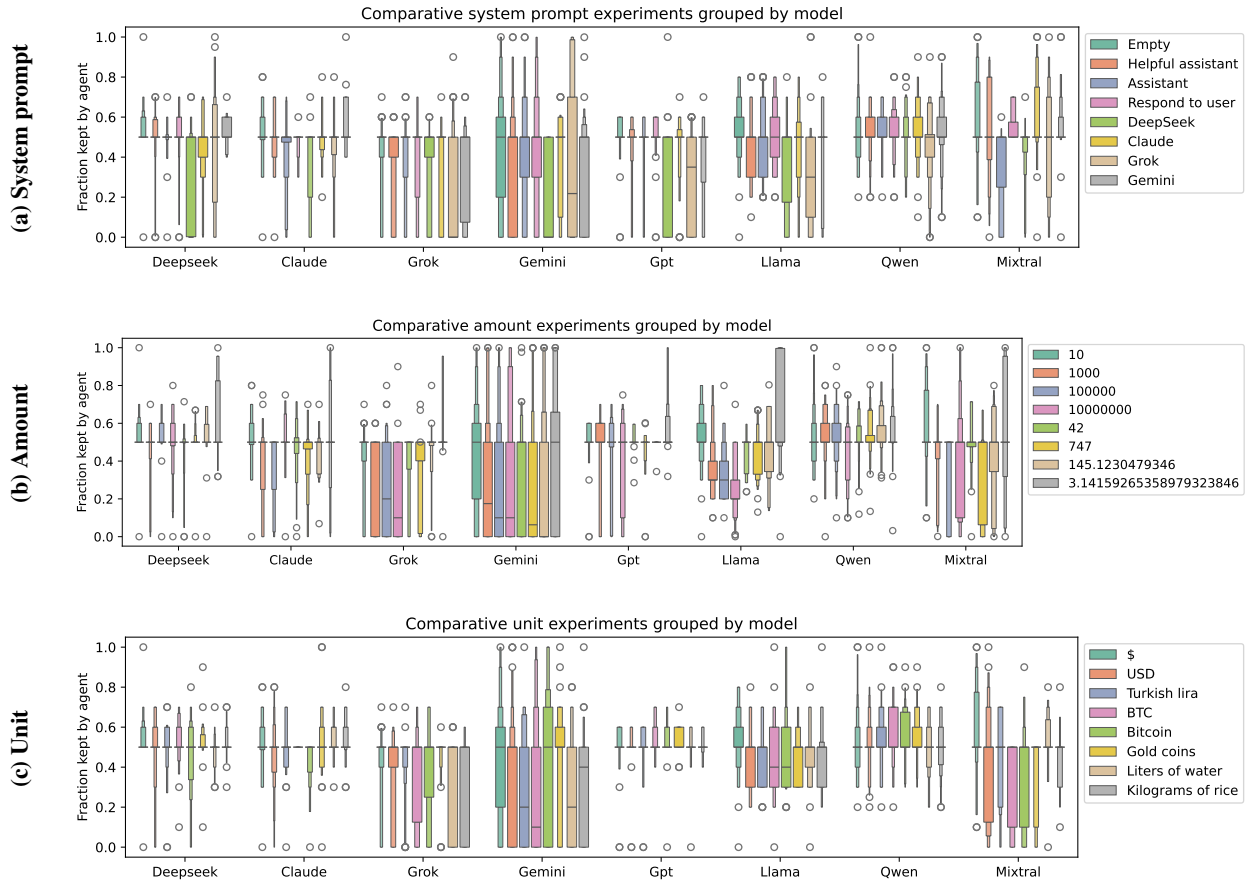 (a) System prompt
Comparative system prompt experiments grouped by model
Fraction kept by agent
1.0
0.8
0.6
0.4
0.2
0.0
Deepseek Claude Grok Gemini Gpt Llama Qwen Mixtral
Empty
Helpful assistant
Assistant
Respond to user
DeepSeek
Claude
Grok
Gemini
(b) Amount
Comparative amount experiments grouped by model
Fraction kept by agent
1.0
0.8
0.6
0.4
0.2
0.0
Deepseek Claude Grok Gemini Gpt Llama Qwen Mixtral
10
1000
100000
10000000
42
747
145.1230479346
3.14159265358979323846
(c) Unit
Comparative unit experiments grouped by model
Fraction kept by agent
1.0
0.8
0.6
0.4
0.2
0.0
Deepseek Claude Grok Gemini Gpt Llama Qwen Mixtral
$
USD
Turkish lira
BTC
Bitcoin
Gold coins
Liters of water
Kilograms of rice